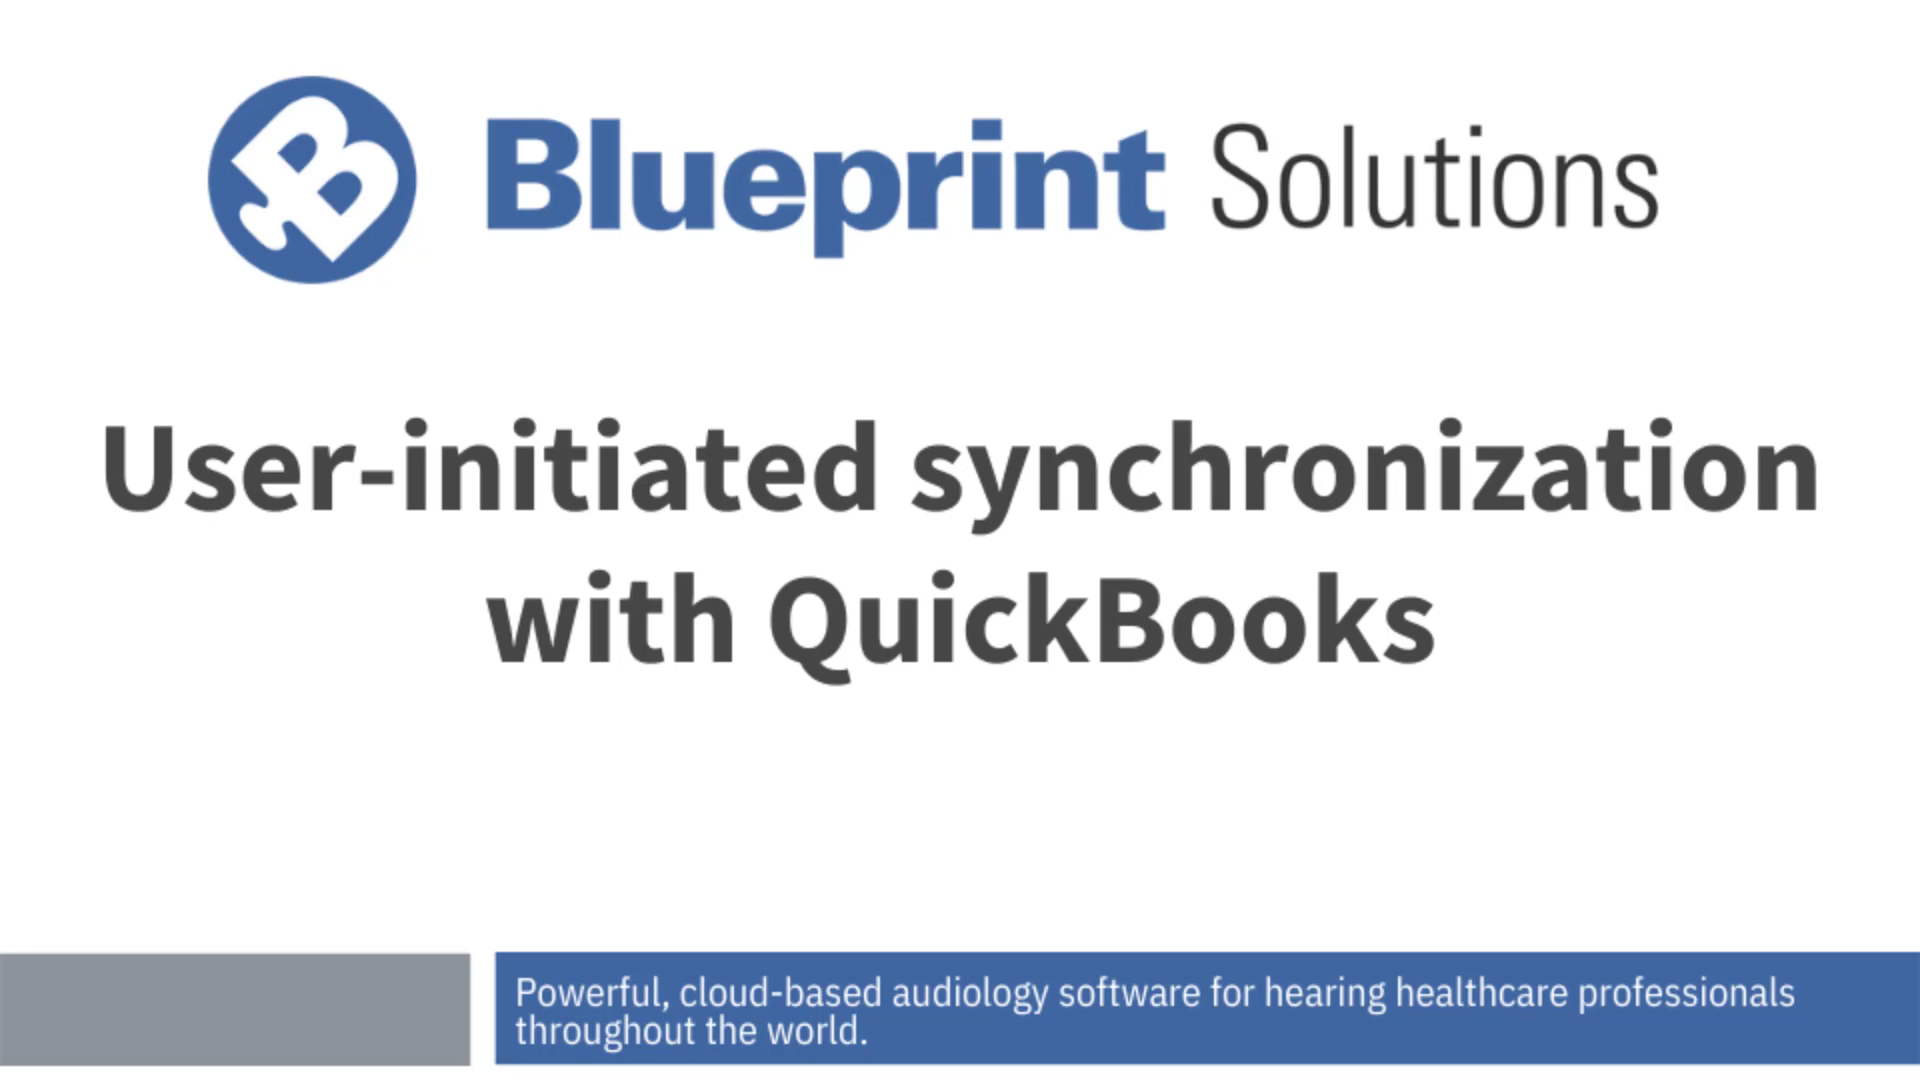 Blueprint Solutions
User-initiated synchronization
with QuickBooks
Powerful, cloud-based audiology software for hearing healthcare professionals
throughout the world.